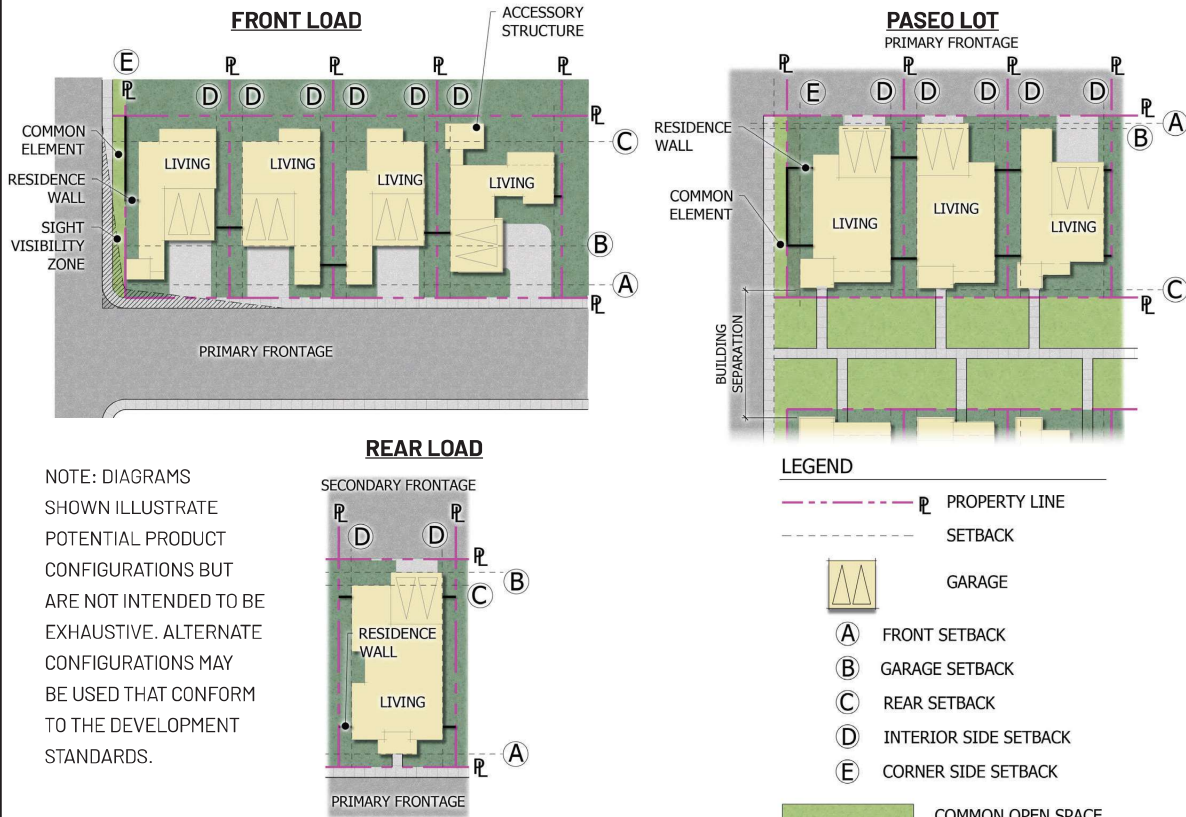 FRONT LOAD
ACCESSORY
STRUCTURE
E
PL
PL
PL
PL
PL
D
D
D
D
D
D
PL
COMMON
ELEMENT
C
LIVING
LIVING
LIVING
LIVING
RESIDENCE
WALL
SIGHT
VISIBILITY
ZONE
B
A
PL
PRIMARY FRONTAGE
PASEO LOT
PRIMARY FRONTAGE
PL
PL
PL
PL
E
D
D
D
D
D
PL
A
B
RESIDENCE
WALL
COMMON
ELEMENT
LIVING
LIVING
LIVING
C
PL
BUILDING
SEPARATION
REAR LOAD
SECONDARY FRONTAGE
PL
PL
D
D
PL
B
C
RESIDENCE
WALL
LIVING
A
PL
PRIMARY FRONTAGE
NOTE: DIAGRAMS
SHOWN ILLUSTRATE
POTENTIAL PRODUCT
CONFIGURATIONS BUT
ARE NOT INTENDED TO BE
EXHAUSTIVE. ALTERNATE
CONFIGURATIONS MAY
BE USED THAT CONFORM
TO THE DEVELOPMENT
STANDARDS.
LEGEND
PL PROPERTY LINE
SETBACK
GARAGE
A FRONT SETBACK
B GARAGE SETBACK
C REAR SETBACK
D INTERIOR SIDE SETBACK
E CORNER SIDE SETBACK
COMMON OPEN SPACE